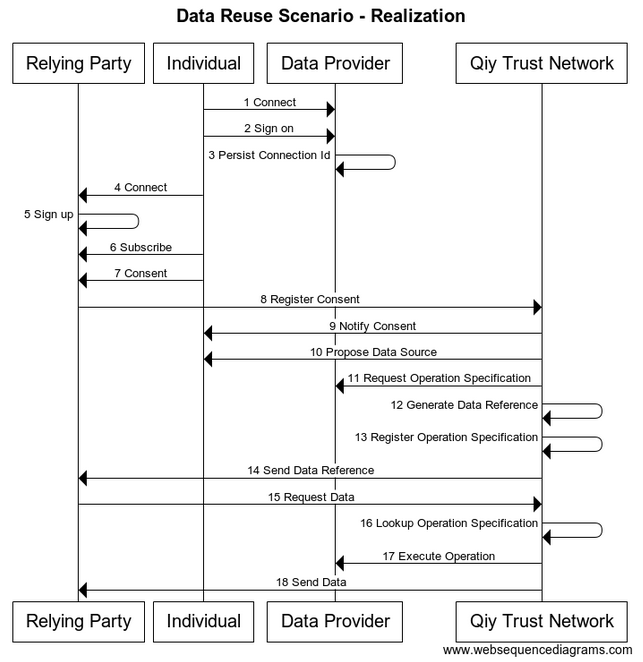 Data Reuse Scenario - Realization
Relying Party
Individual
Data Provider
Qiy Trust Network
1 Connect
2 Sign on
3 Persist Connection Id
4 Connect
5 Sign up
6 Subscribe
7 Consent
8 Register Consent
9 Notify Consent
10 Propose Data Source
11 Request Operation Specification
12 Generate Data Reference
13 Register Operation Specification
14 Send Data Reference
15 Request Data
16 Lookup Operation Specification
17 Execute Operation
18 Send Data
Relying Party
Individual
Data Provider
Qiy Trust Network
www.websequencediagrams.com